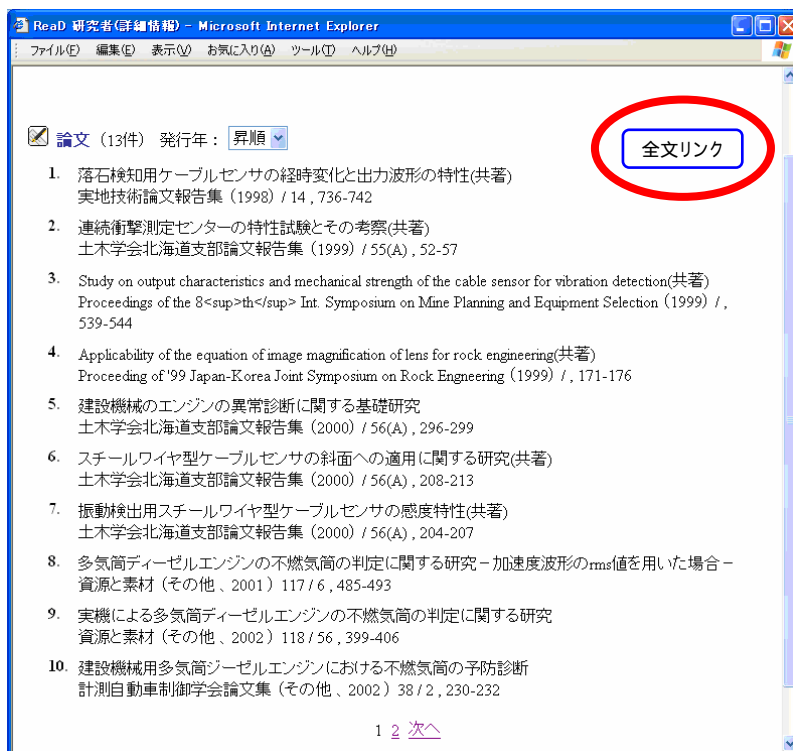 ReaD 研究者(詳細情報) - Microsoft Internet Explorer
ファイル(F) 編集(E) 表示(V) お気に入り(A) ツール(T) ヘルプ(H)
論文 (13件) 発行年： 昇順
全文リンク
1. 落石検知用ケーブルセンサの経時変化と出力波形の特性(共著)
実地技術論文報告集 (1998) / 14 , 736-742
2. 連続衝撃測定センターの特性試験とその考察(共著)
土木学会北海道支部論文報告集 (1999) / 55(A) , 52-57
3. Study on output characteristics and mechanical strength of the cable sensor for vibration detection(共著)
Proceedings of the 8<sup>th</sup> Int. Symposium on Mine Planning and Equipment Selection (1999) / ,
539-544
4. Applicability of the equation of image magnification of lens for rock engineering(共著)
Proceeding of '99 Japan-Korea Joint Symposium on Rock Engneering (1999) / , 171-176
5. 建設機械のエンジンの異常診断に関する基礎研究
土木学会北海道支部論文報告集 (2000) / 56(A) , 296-299
6. スチールワイヤ型ケーブルセンサの斜面への適用に関する研究(共著)
土木学会北海道支部論文報告集 (2000) / 56(A) , 208-213
7. 振動検出用スチールワイヤ型ケーブルセンサの感度特性(共著)
土木学会北海道支部論文報告集 (2000) / 56(A) , 204-207
8. 多気筒ディーゼルエンジンの不燃気筒の判定に関する研究－加速度波形のrms値を用いた場合－
資源と素材 (その他 、2001) 117 / 6 , 485-493
9. 実機による多気筒ディーゼルエンジンの不燃気筒の判定に関する研究
資源と素材 (その他 、2002) 118 / 56 , 399-406
10. 建設機械用多気筒ジーゼルエンジンにおける不燃気筒の予防診断
計測自動車制御学会論文集 (その他 、2002) 38 / 2 , 230-232
1 2 次へ